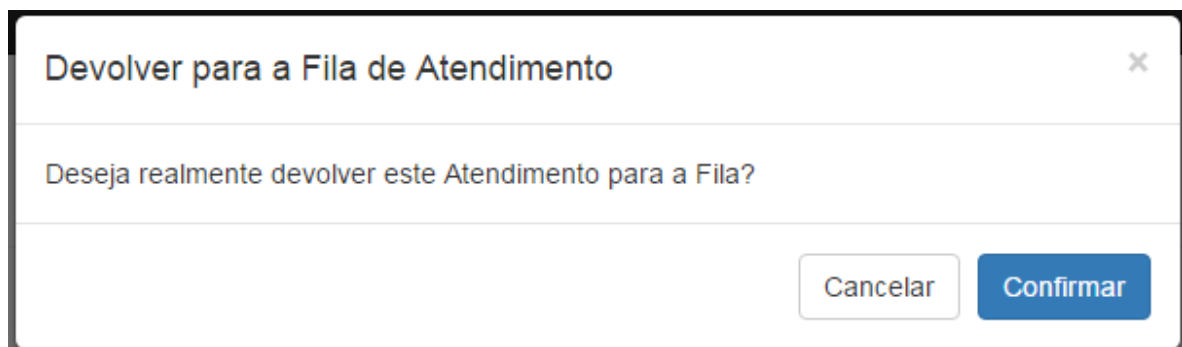 Devolver para a Fila de Atendimento
×
Deseja realmente devolver este Atendimento para a Fila?
Cancelar Confirmar